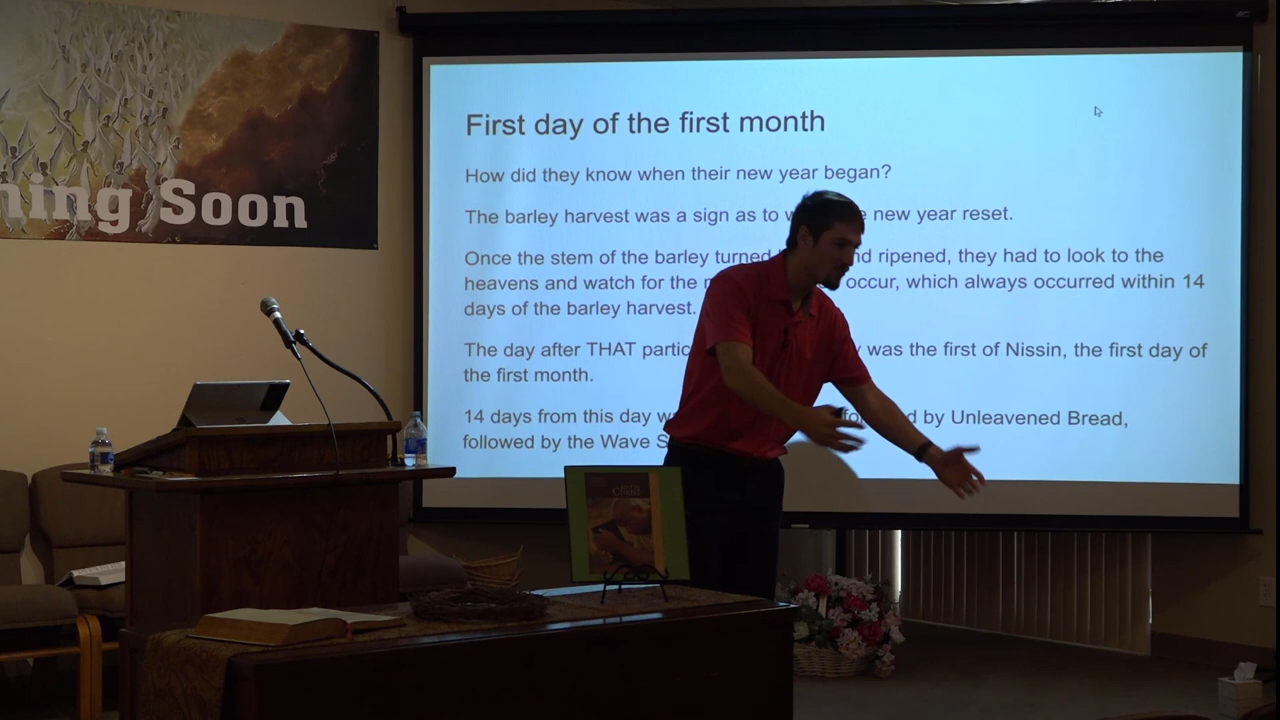 ning Soon
First day of the first month
How did they know when their new year began?
The barley harvest was a sign as to new year reset.
Once the stem of the barley turned ripened, they had to look to the
heavens and watch for the occur, which always occurred within 14
days of the barley harvest.
The day after THAT was the first of Nissin, the first day of
the first month.
14 days from this day by Unleavened Bread,
followed by the Wave
CHRIST